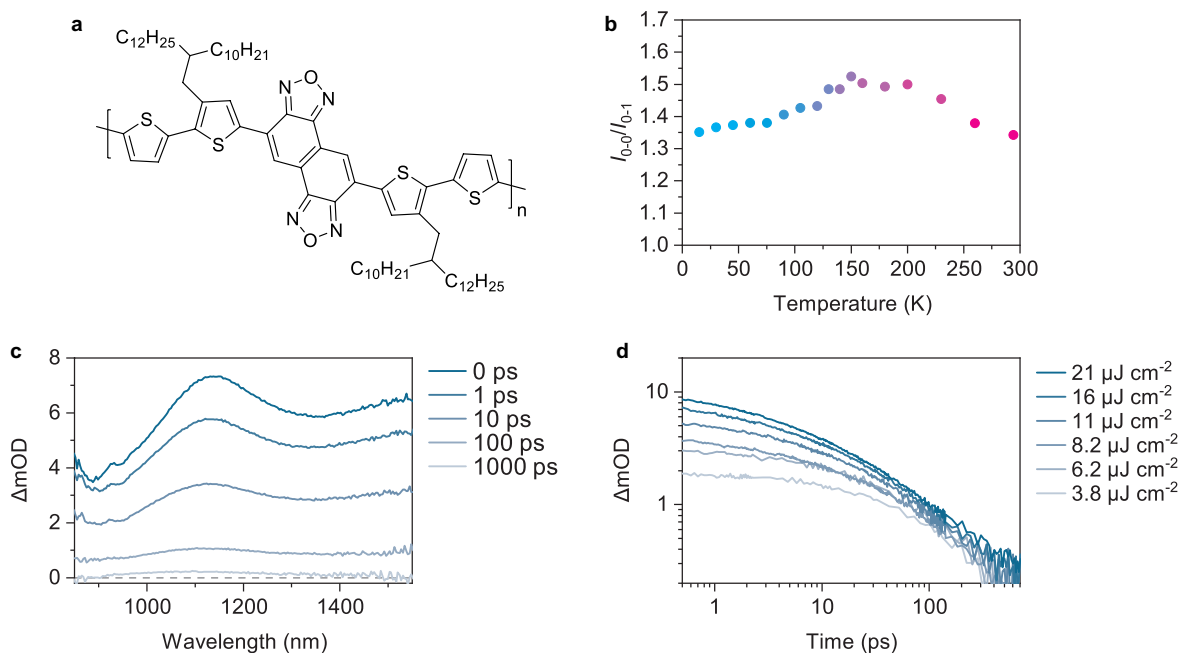 a
C12H25
C10H21
O
N N
S S
S S
n
N N
O
C10H21
C12H25
b
I0-0/I0-1
1.7
1.6
1.5
1.4
1.3
1.2
1.1
1.0
0 50 100 150 200 250 300
Temperature (K)
c
ΔmOD
8
6
4
2
0
1000 1200 1400
Wavelength (nm)
0 ps
1 ps
10 ps
100 ps
1000 ps
d
ΔmOD
10
1
1 10 100
Time (ps)
21 µJ cm-2
16 µJ cm-2
11 µJ cm-2
8.2 µJ cm-2
6.2 µJ cm-2
3.8 µJ cm-2